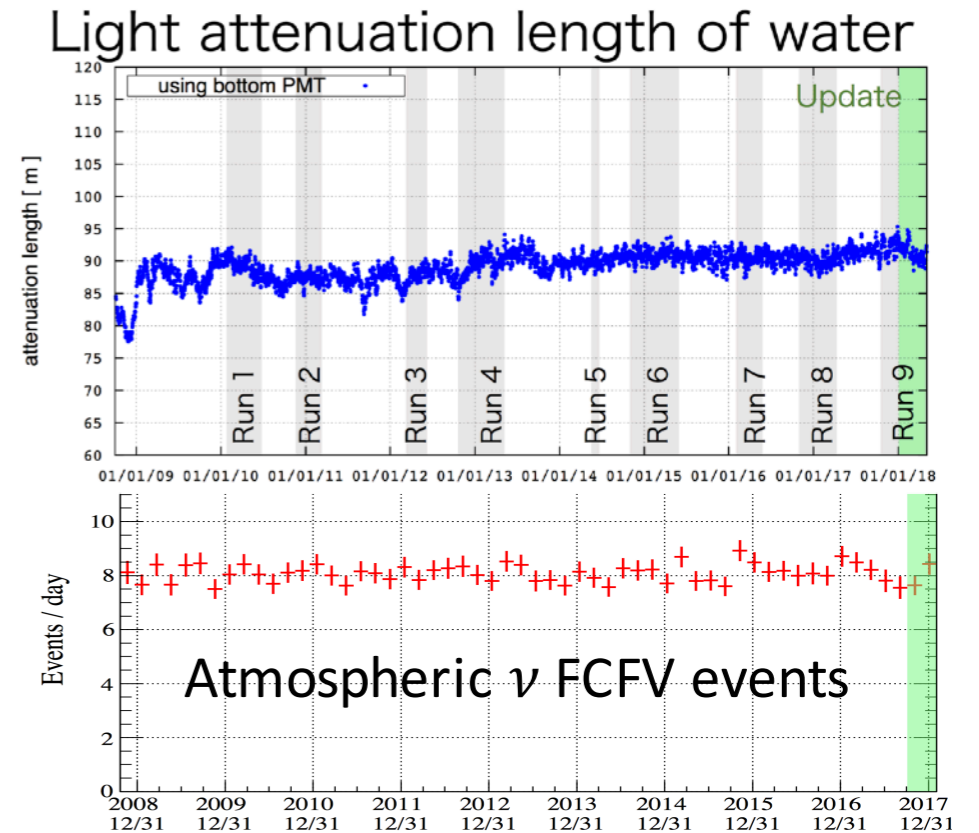 Light attenuation length of water
120
115
110
105
100
95
90
85
80
75
70
65
60
attenuation length [ m ]
using bottom PMT
Update
Run 1
Run 2
Run 3
Run 4
Run 5
Run 6
Run 7
Run 8
Run 9
01/01/09 01/01/10 01/01/11 01/01/12 01/01/13 01/01/14 01/01/15 01/01/16 01/01/17 01/01/18
10
8
6
4
2
0
Events / day
Atmospheric ν FCFV events
2008 2009 2010 2011 2012 2013 2014 2015 2016 2017
12/31 12/31 12/31 12/31 12/31 12/31 12/31 12/31 12/31 12/31